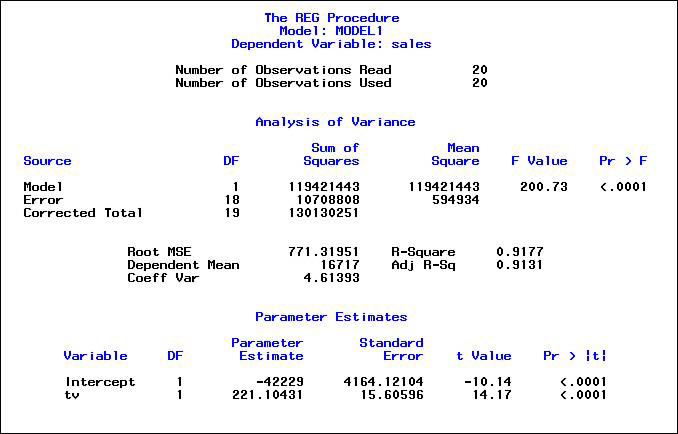 The REG Procedure
Model: MODEL1
Dependent Variable: sales
Number of Observations Read 20
Number of Observations Used 20
Analysis of Variance
Sum of Mean
Source DF Squares Square F Value Pr > F
Model 1 119421443 119421443 200.73 <.0001
Error 18 10708808 594934
Corrected Total 19 130130251
Root MSE 771.31951 R-Square 0.9177
Dependent Mean 16717 Adj R-Sq 0.9131
Coeff Var 4.61393
Parameter Estimates
Parameter Standard
Variable DF Estimate Error t Value Pr > |t|
Intercept 1 -42229 4164.12104 -10.14 <.0001
tv 1 221.10431 15.60596 14.17 <.0001